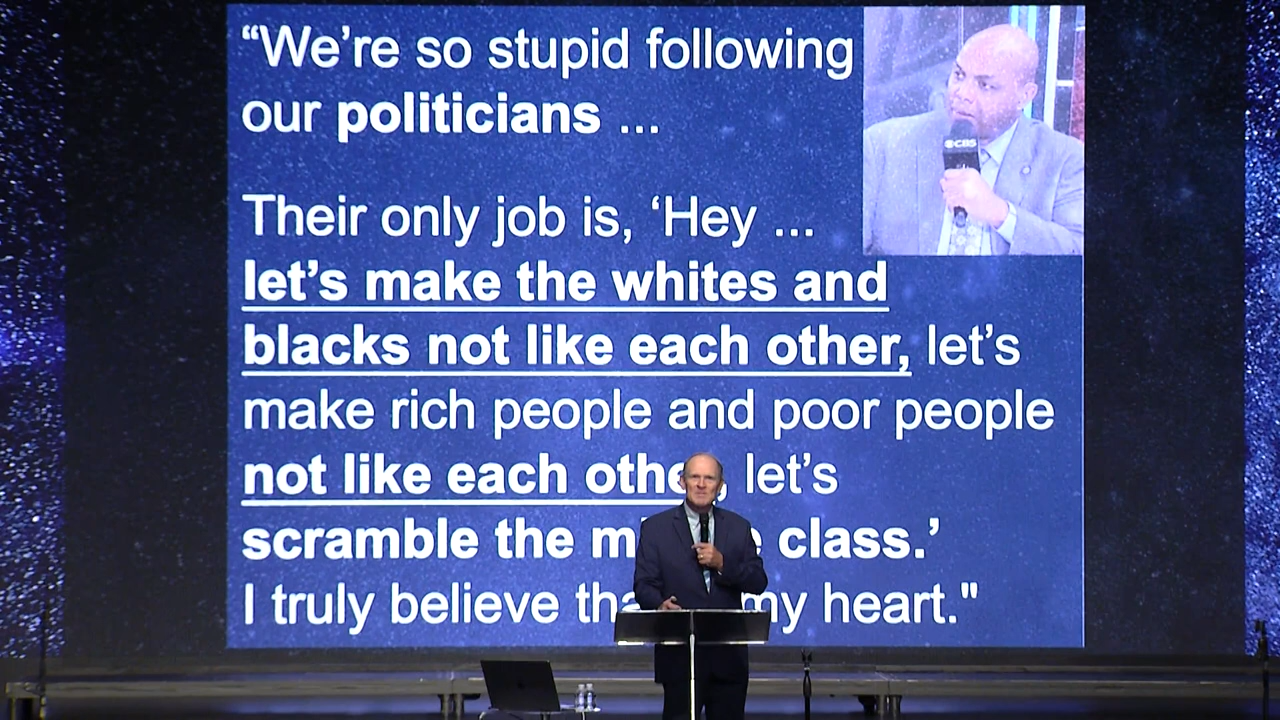 “We’re so stupid following
our politicians ...
Their only job is, ‘Hey ...
let’s make the whites and
blacks not like each other, let’s
make rich people and poor people
not like each othe , let’s
scramble the m e class.’
I truly believe tha my heart."
CBS